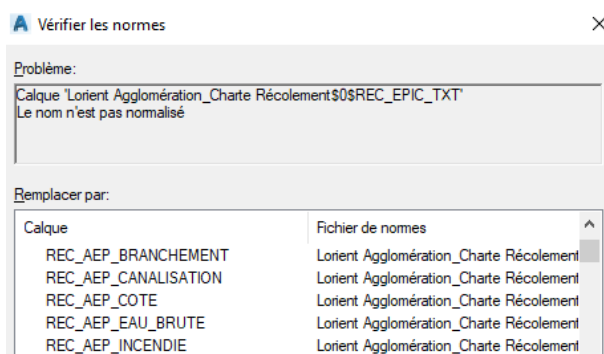 Vérifier les normes
Problème:
Calque 'Lorient Agglomération_Charte Récolement$0$REC_EPIC_TXT'
Le nom n'est pas normalisé
Remplacer par:
Calque Fichier de normes
REC_AEP_BRANCHEMENT Lorient Agglomération_Charte Récolement
REC_AEP_CANALISATION Lorient Agglomération_Charte Récolement
REC_AEP_COTE Lorient Agglomération_Charte Récolement
REC_AEP_EAU_BRUTE Lorient Agglomération_Charte Récolement
REC_AEP_INCENDIE Lorient Agglomération_Charte Récolement